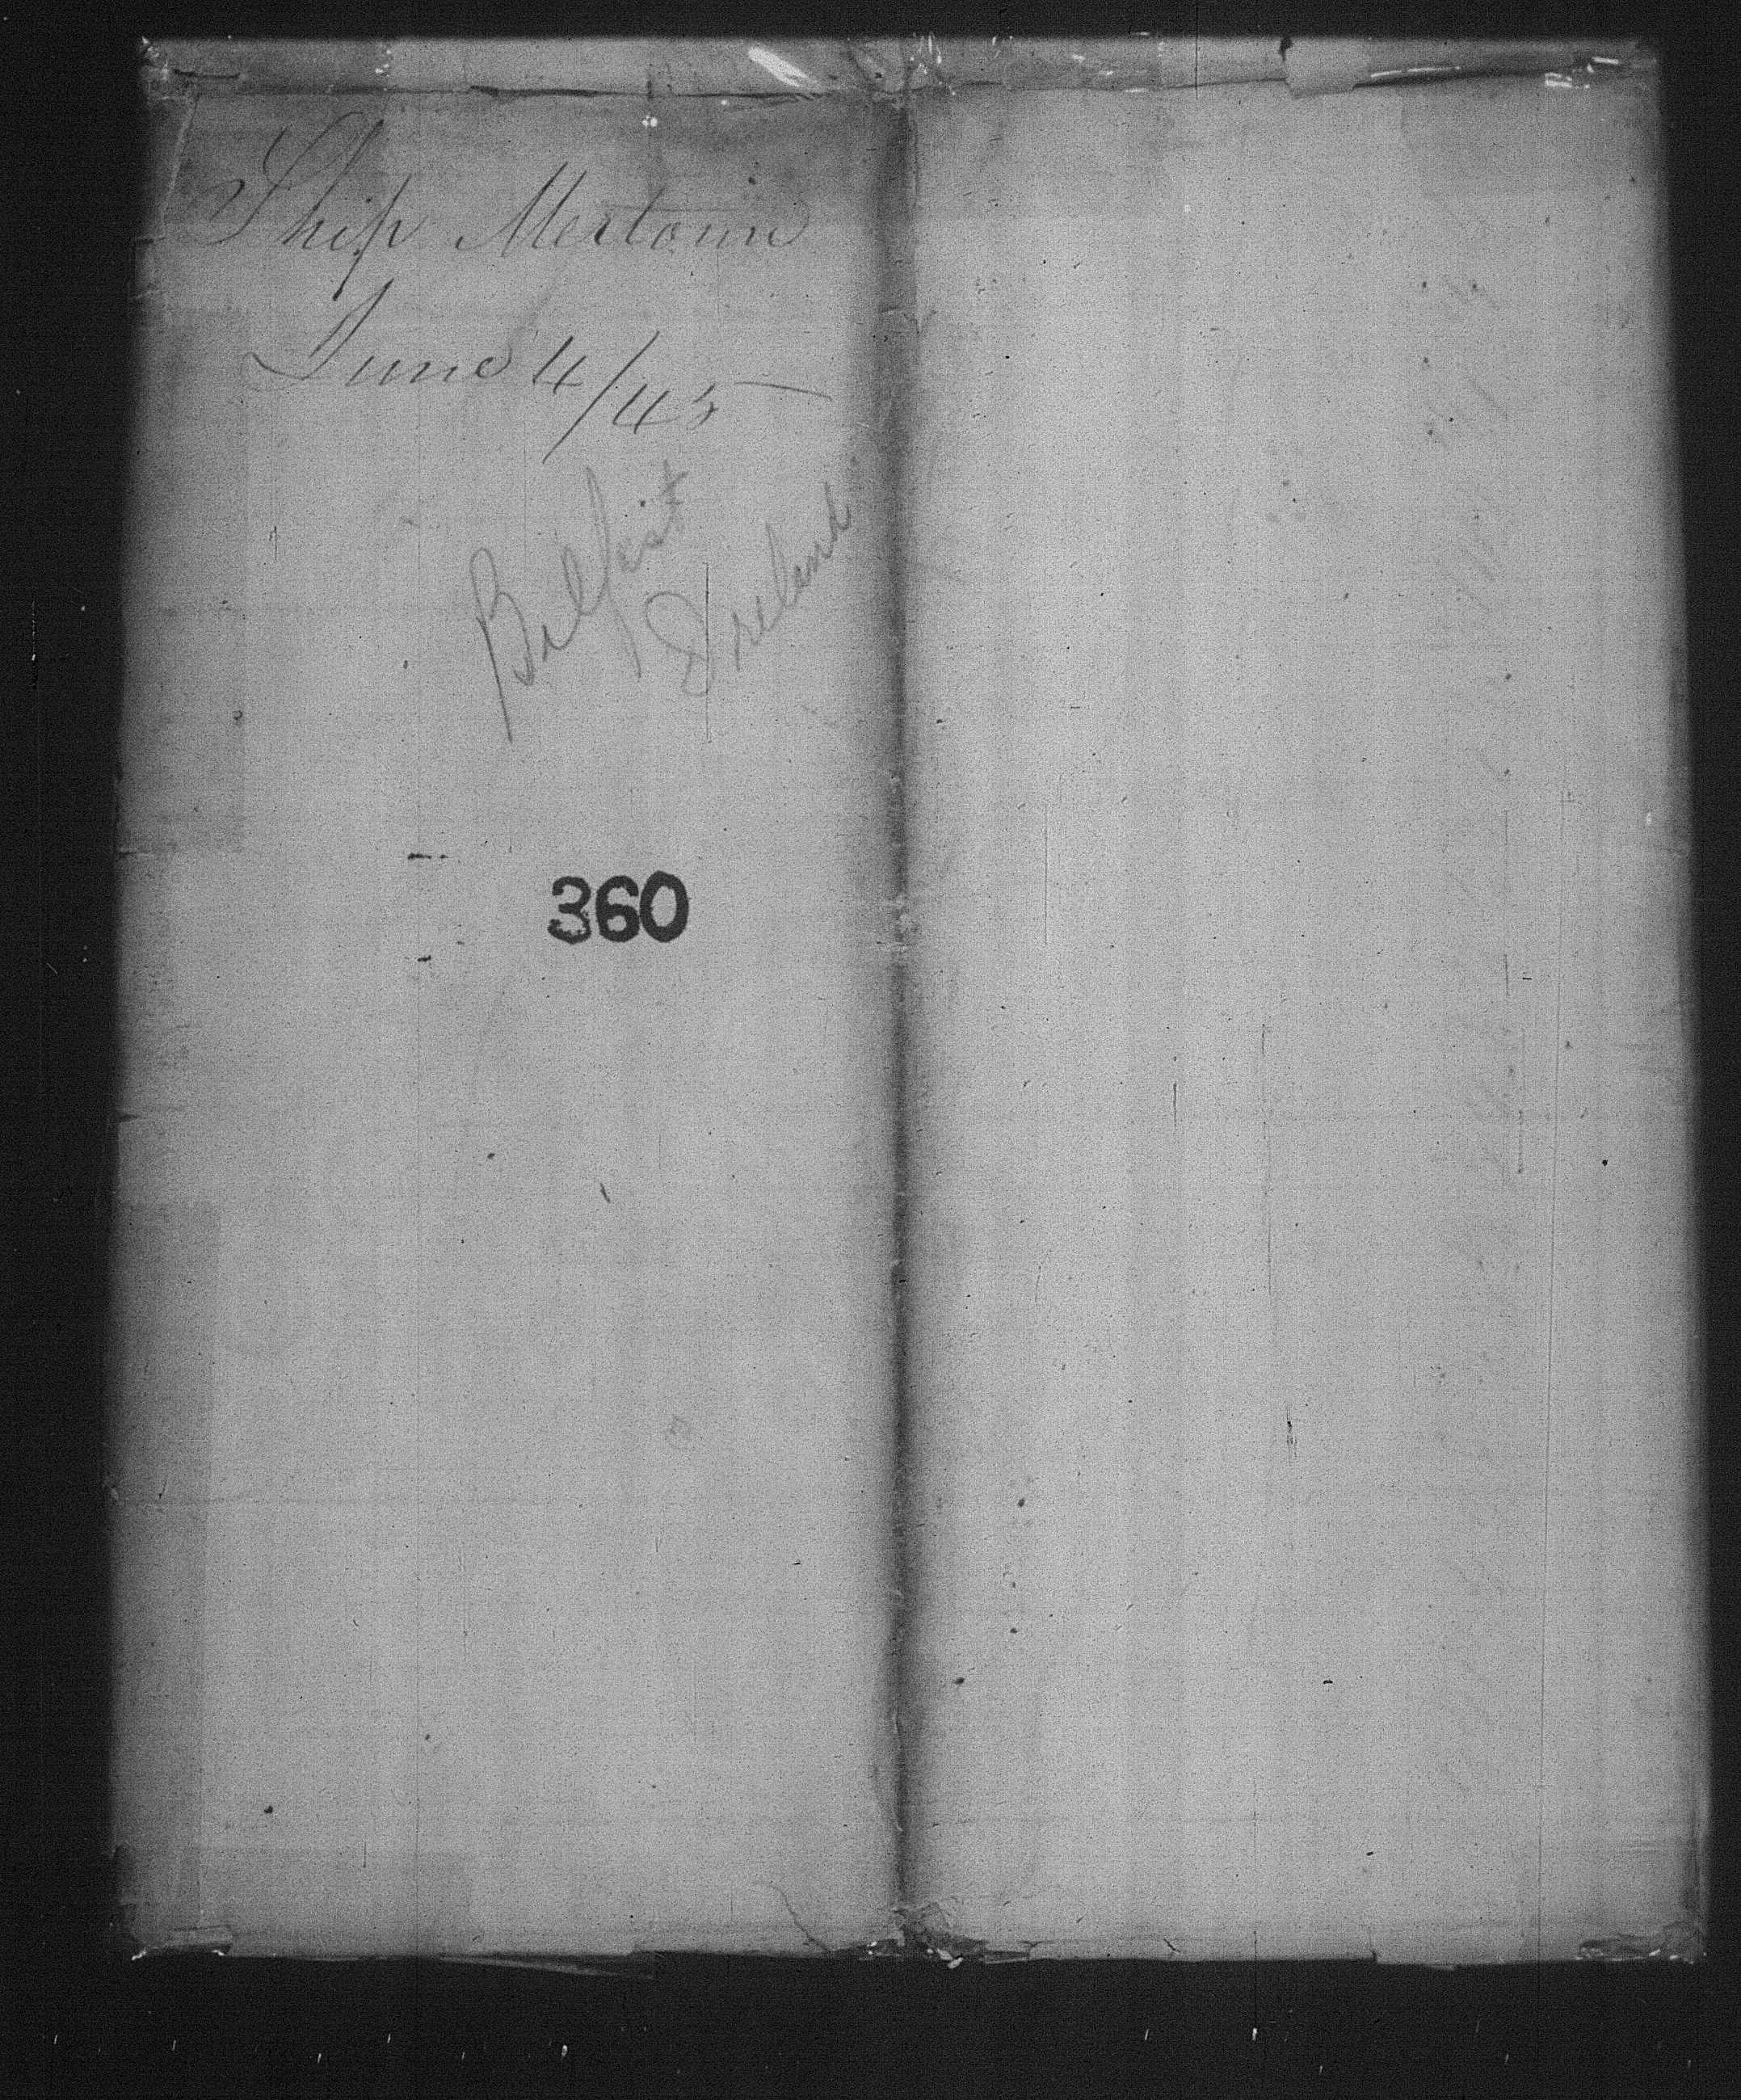 Ship Mertoun
June 4/45
Belfast
Ireland
360